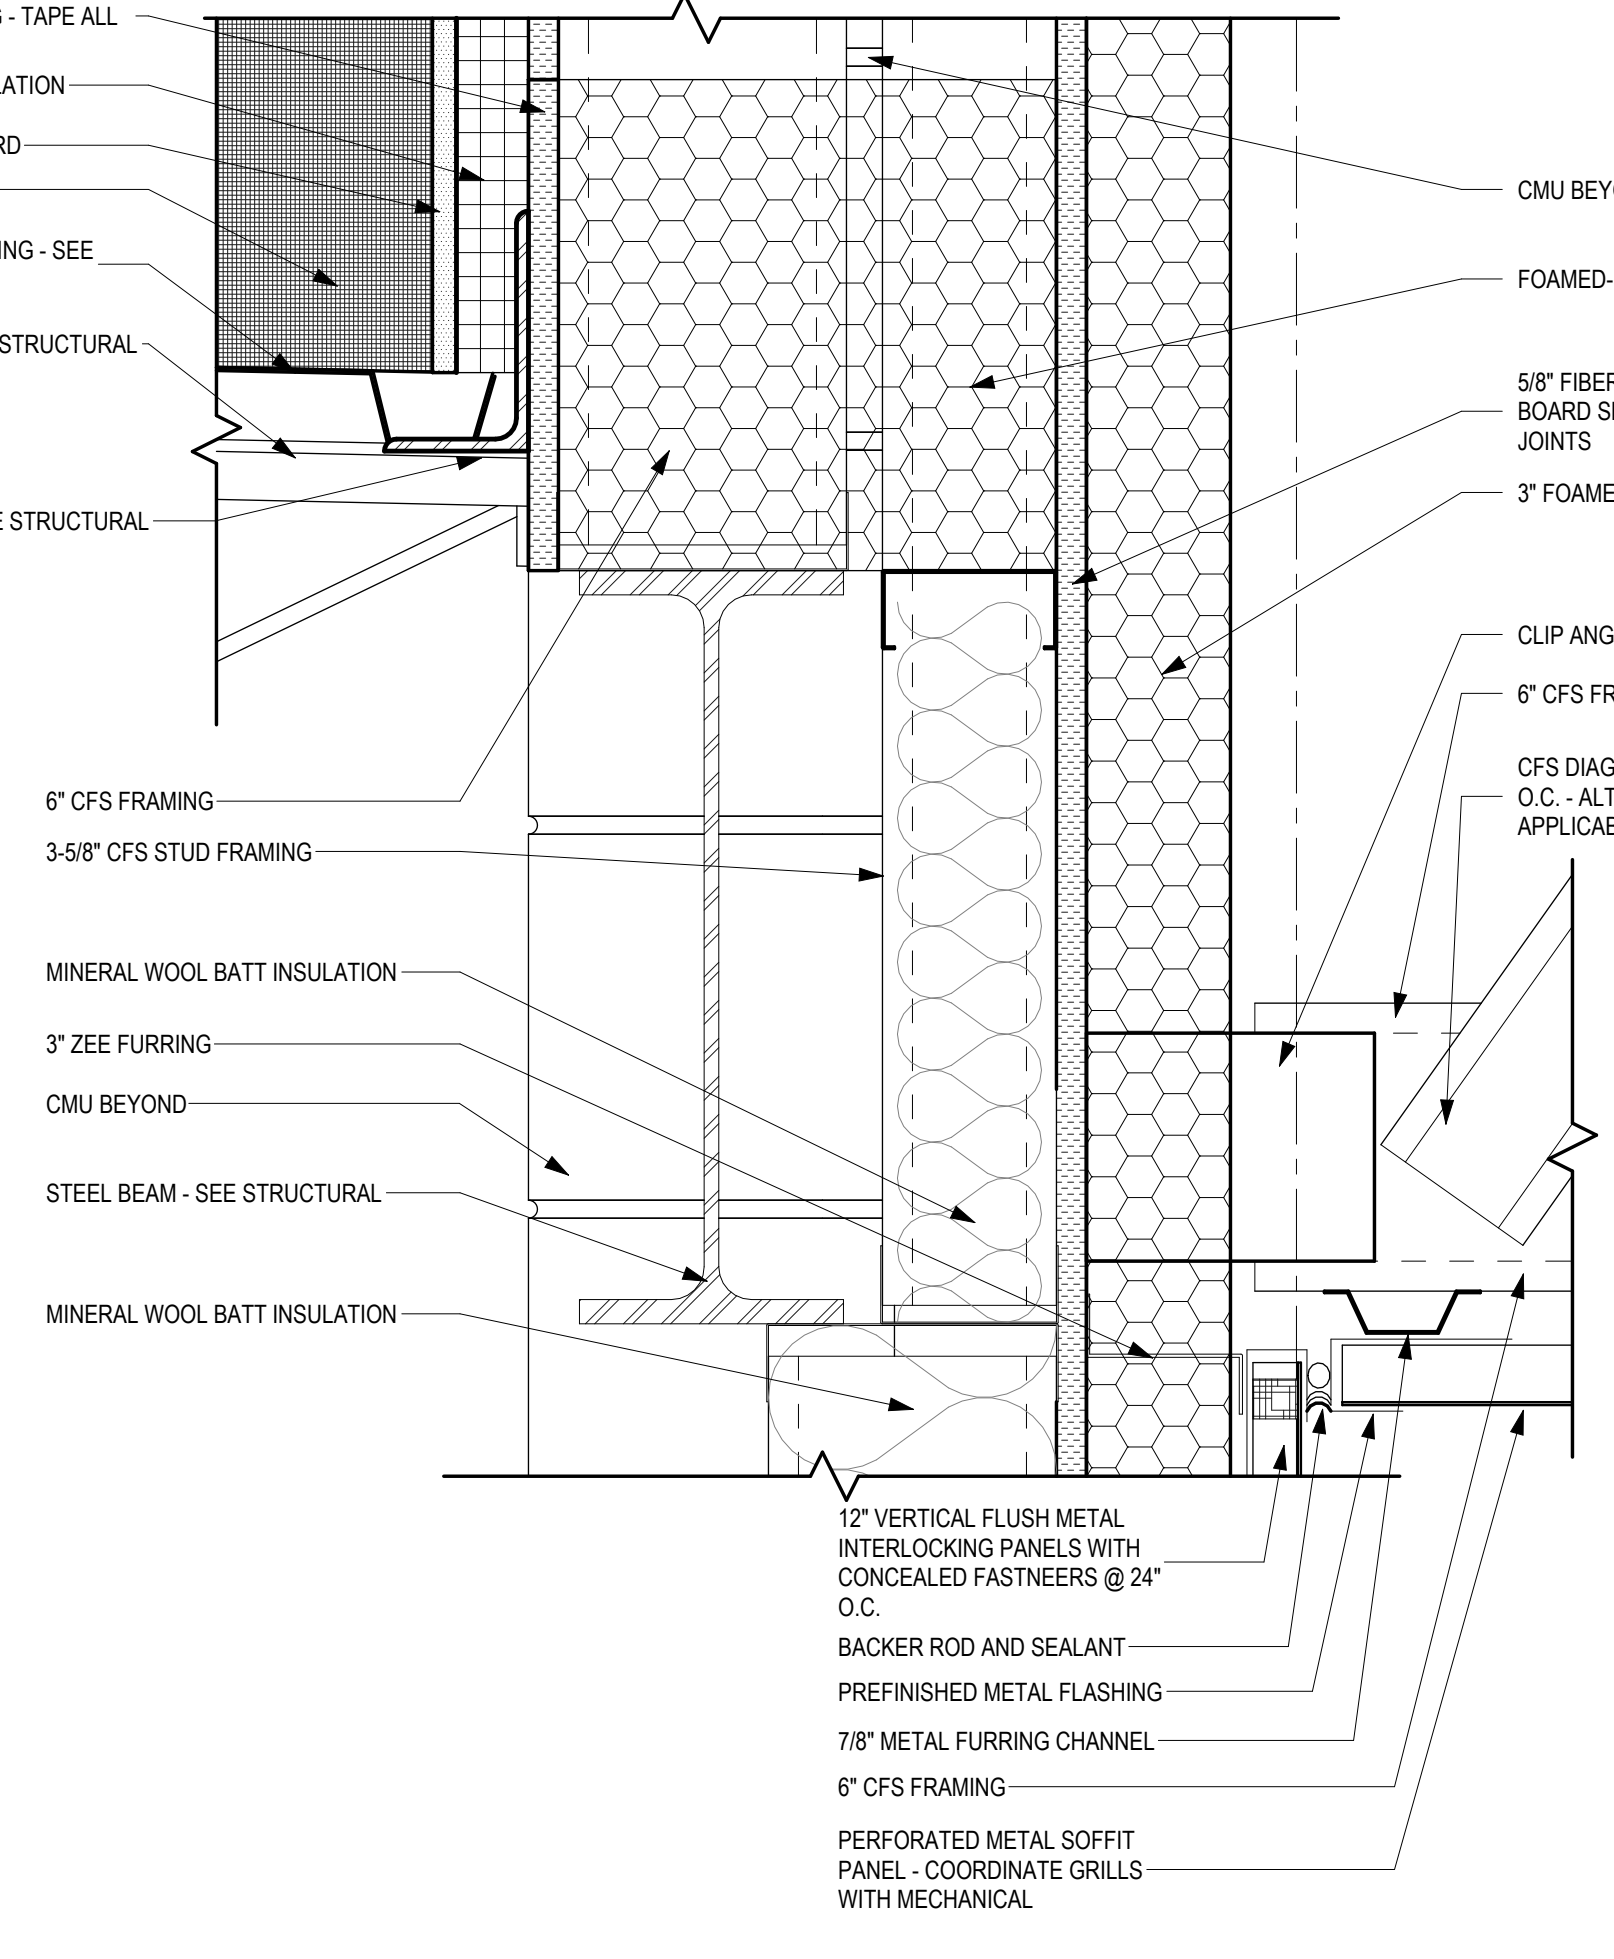 - TAPE ALL
RD
ING - SEE
STRUCTURAL
STRUCTURAL
6" CFS FRAMING
3-5/8" CFS STUD FRAMING
MINERAL WOOL BATT INSULATION
3" ZEE FURRING
CMU BEYOND
STEEL BEAM - SEE STRUCTURAL
MINERAL WOOL BATT INSULATION
CMU BEYO
FOAMED-
5/8" FIBER
BOARD S
JOINTS
3" FOAME
CLIP ANG
6" CFS FR
CFS DIAG
O.C. - ALT
APPLICAB
12" VERTICAL FLUSH METAL
INTERLOCKING PANELS WITH
CONCEALED FASTNEERS @ 24"
O.C.
BACKER ROD AND SEALANT
PREFINISHED METAL FLASHING
7/8" METAL FURRING CHANNEL
6" CFS FRAMING
PERFORATED METAL SOFFIT
PANEL - COORDINATE GRILLS
WITH MECHANICAL